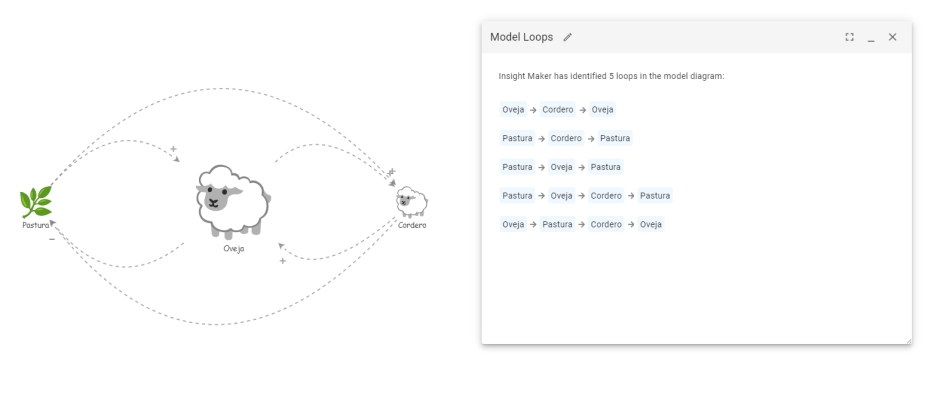 Pastura
Oveja
Cordero
+
+
+
−
Model Loops
Insight Maker has identified 5 loops in the model diagram:
Oveja → Cordero → Oveja
Pastura → Cordero → Pastura
Pastura → Oveja → Pastura
Pastura → Oveja → Cordero → Pastura
Oveja → Pastura → Cordero → Oveja